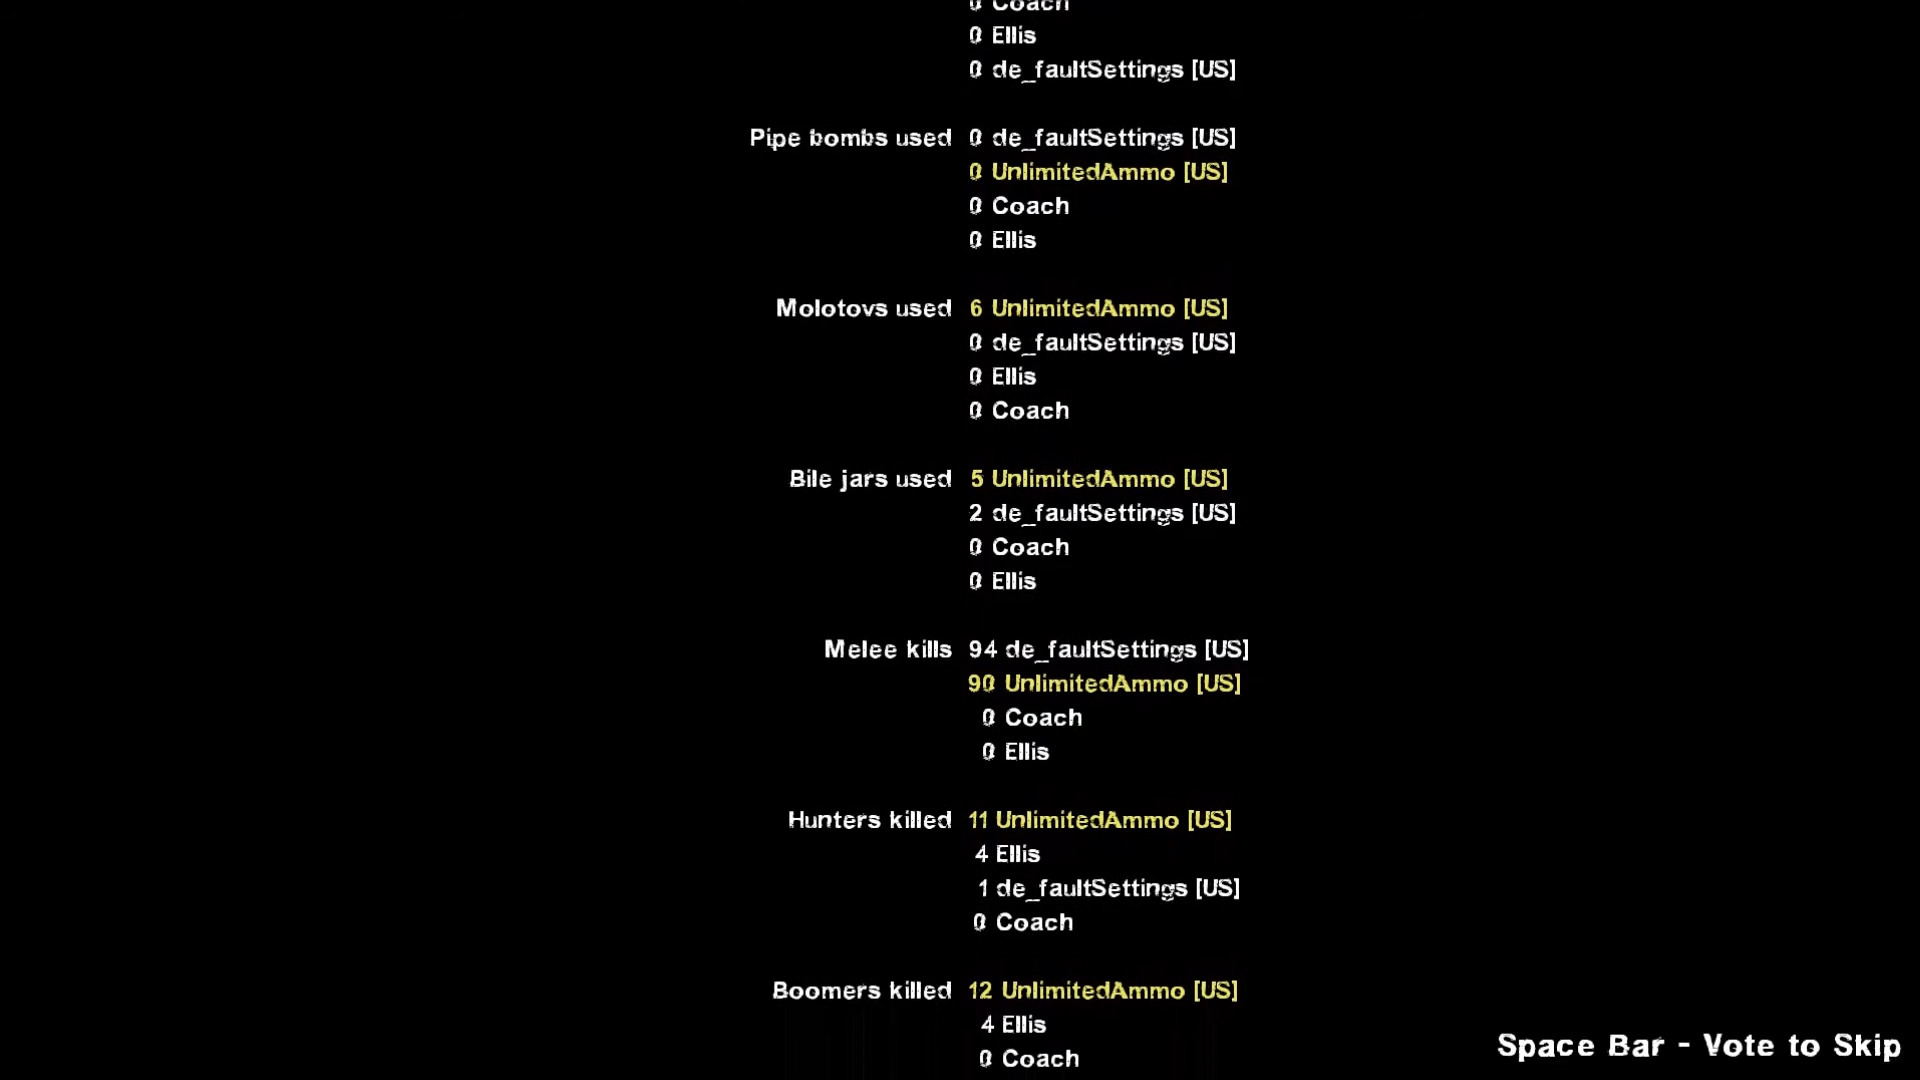 0 Coach
0 Ellis
0 de_faultSettings [US]
Pipe bombs used 0 de_faultSettings [US]
0 UnlimitedAmmo [US]
0 Coach
0 Ellis
Molotovs used 6 UnlimitedAmmo [US]
0 de_faultSettings [US]
0 Ellis
0 Coach
Bile jars used 5 UnlimitedAmmo [US]
2 de_faultSettings [US]
0 Coach
0 Ellis
Melee kills 94 de_faultSettings [US]
90 UnlimitedAmmo [US]
0 Coach
0 Ellis
Hunters killed 11 UnlimitedAmmo [US]
4 Ellis
1 de_faultSettings [US]
0 Coach
Boomers killed 12 UnlimitedAmmo [US]
4 Ellis
0 Coach
Space Bar - Vote to Skip